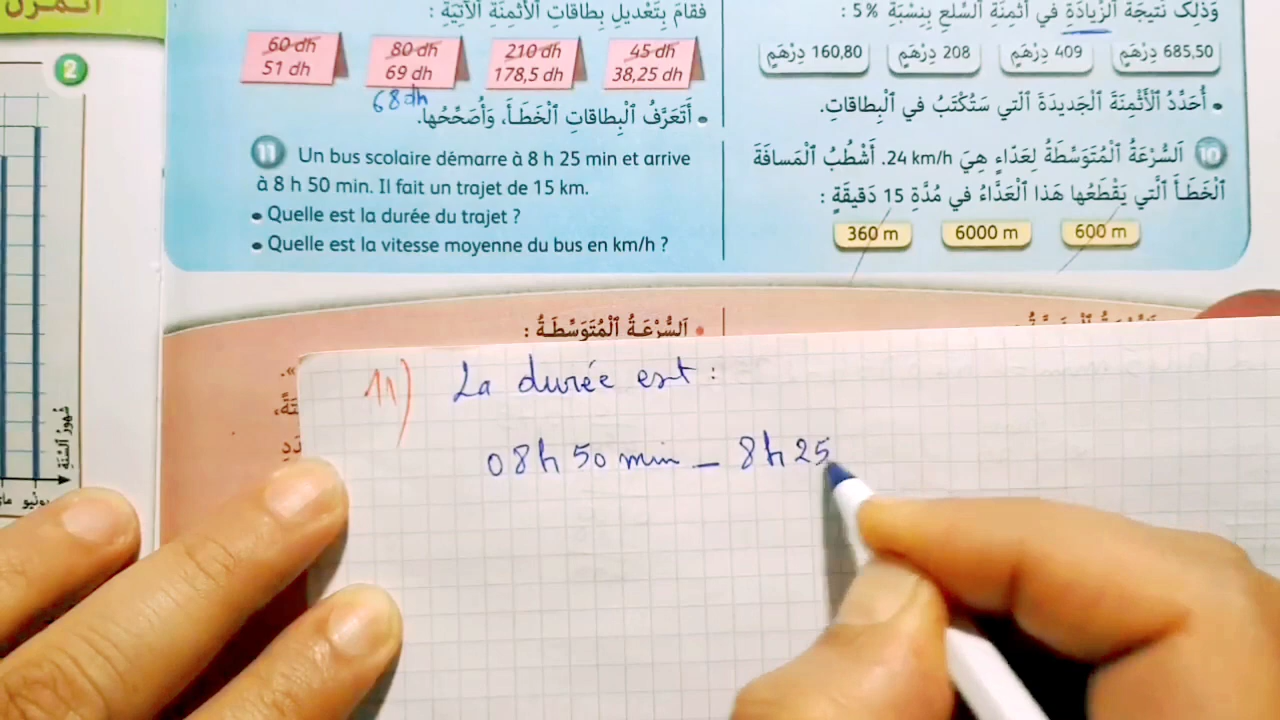 وَذَلِكَ نَتيجَةَ ٱلزِّيادَةِ في أَثْمِنَةِ ٱلسِّلَعِ بِنِسْبَةِ 5% :
685,50 دِرْهَمٍ
409 دِرْهَمٍ
208 دِرْهَمٍ
160,80 دِرْهَمٍ
• أُحَدِّدُ ٱلْأَثْمِنَةَ ٱلْجَديدَةَ ٱلَّتي سَتُكْتَبُ في ٱلْبِطاقاتِ.
10 اَلسُّرْعَةُ ٱلْمُتَوَسِّطَةُ لِعَدّاءٍ هِيَ 24 km/h. أَشْطُبُ ٱلْمَسافَةَ
ٱلْخَطَأَ ٱلَّتي يَقْطَعُها هَذا ٱلْعَدّاءُ في مُدَّةِ 15 دَقيقَةٍ :
360 m
6000 m
600 m
فَقامَ بِتَعْديلِ بِطاقاتِ ٱلْأَثْمِنَةِ ٱلْآتِيَةِ :
60 dh
51 dh
80 dh
69 dh
68 dh
210 dh
178,5 dh
45 dh
38,25 dh
• أَتَعَرَّفُ ٱلْبِطاقاتِ ٱلْخَطَأَ، وَأُصَحِّحُها.
11 Un bus scolaire démarre à 8 h 25 min et arrive
à 8 h 50 min. Il fait un trajet de 15 km.
• Quelle est la durée du trajet ?
• Quelle est la vitesse moyenne du bus en km/h ?
• اَلسُّرْعَةُ ٱلْمُتَوَسِّطَةُ :
2
شُهورُ ٱلسَّنَةِ
11) La durée est :
08h 50 min - 8h 25